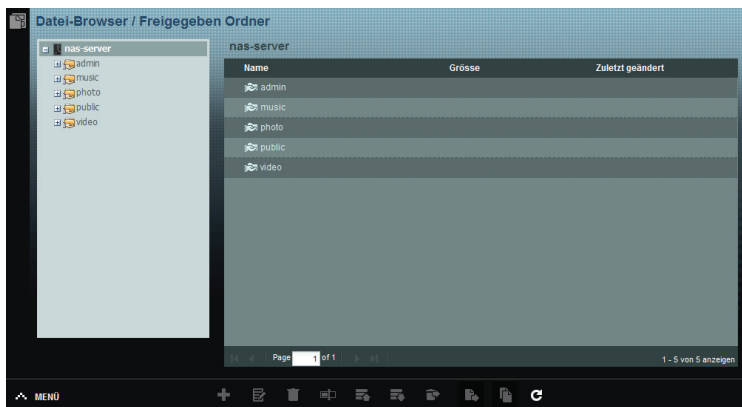 Datei-Browser / Freigegeben Ordner
nas-server
admin
music
photo
public
video
nas-server
Name Grösse Zuletzt geändert
admin
music
photo
public
video
Page 1 of 1
1 - 5 von 5 anzeigen
MENÜ